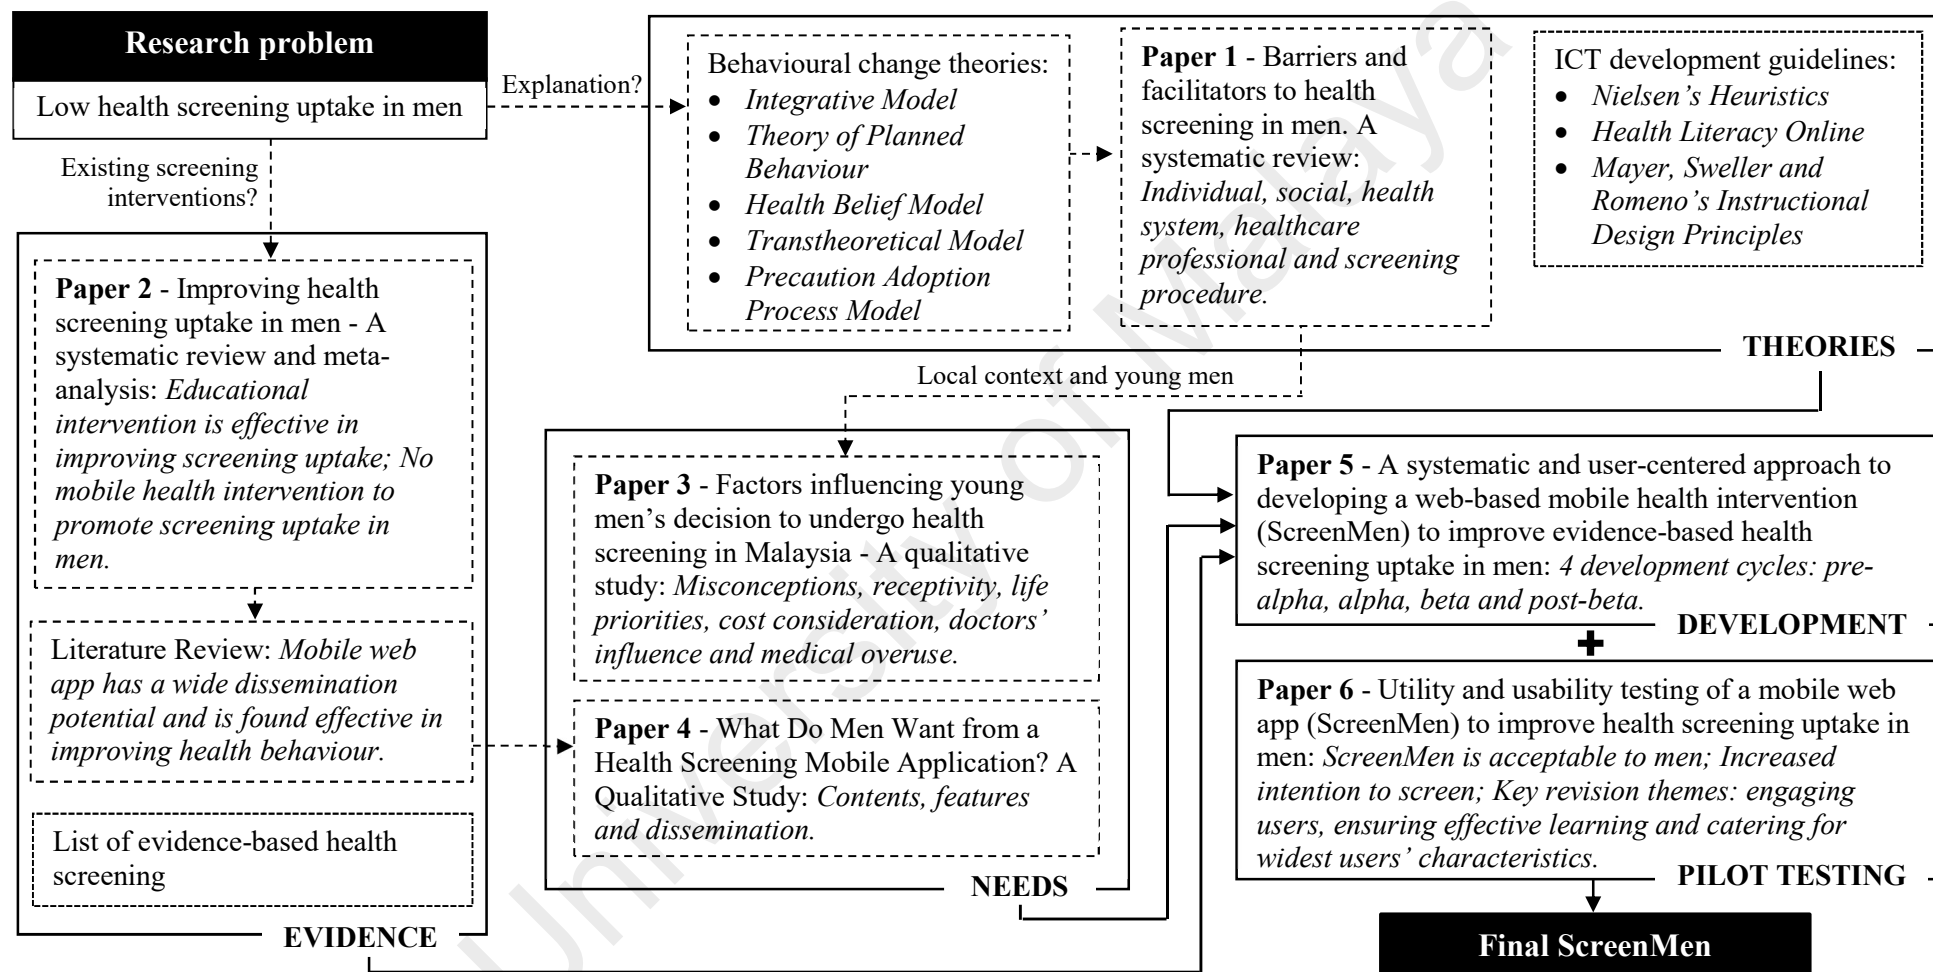 Research problem
Low health screening uptake in men
Explanation?
Existing screening
interventions?
Behavioural change theories:
• Integrative Model
• Theory of Planned
Behaviour
• Health Belief Model
• Transtheoretical Model
• Precaution Adoption
Process Model
Paper 1 - Barriers and
facilitators to health
screening in men. A
systematic review:
Individual, social, health
system, healthcare
professional and screening
procedure.
ICT development guidelines:
• Nielsen's Heuristics
• Health Literacy Online
• Mayer, Sweller and
Romeno's Instructional
Design Principles
THEORIES
Local context and young men
Paper 2 - Improving health
screening uptake in men - A
systematic review and meta-
analysis: Educational
intervention is effective in
improving screening uptake; No
mobile health intervention to
promote screening uptake in
men.
Literature Review: Mobile web
app has a wide dissemination
potential and is found effective in
improving health behaviour.
List of evidence-based health
screening
EVIDENCE
Paper 3 - Factors influencing young
men's decision to undergo health
screening in Malaysia - A qualitative
study: Misconceptions, receptivity, life
priorities, cost consideration, doctors'
influence and medical overuse.
Paper 4 - What Do Men Want from a
Health Screening Mobile Application? A
Qualitative Study: Contents, features
and dissemination.
NEEDS
Paper 5 - A systematic and user-centered approach to
developing a web-based mobile health intervention
(ScreenMen) to improve evidence-based health
screening uptake in men: 4 development cycles: pre-
alpha, alpha, beta and post-beta.
DEVELOPMENT
Paper 6 - Utility and usability testing of a mobile web
app (ScreenMen) to improve health screening uptake in
men: ScreenMen is acceptable to men; Increased
intention to screen; Key revision themes: engaging
users, ensuring effective learning and catering for
widest users' characteristics.
PILOT TESTING
Final ScreenMen
University of Malaya